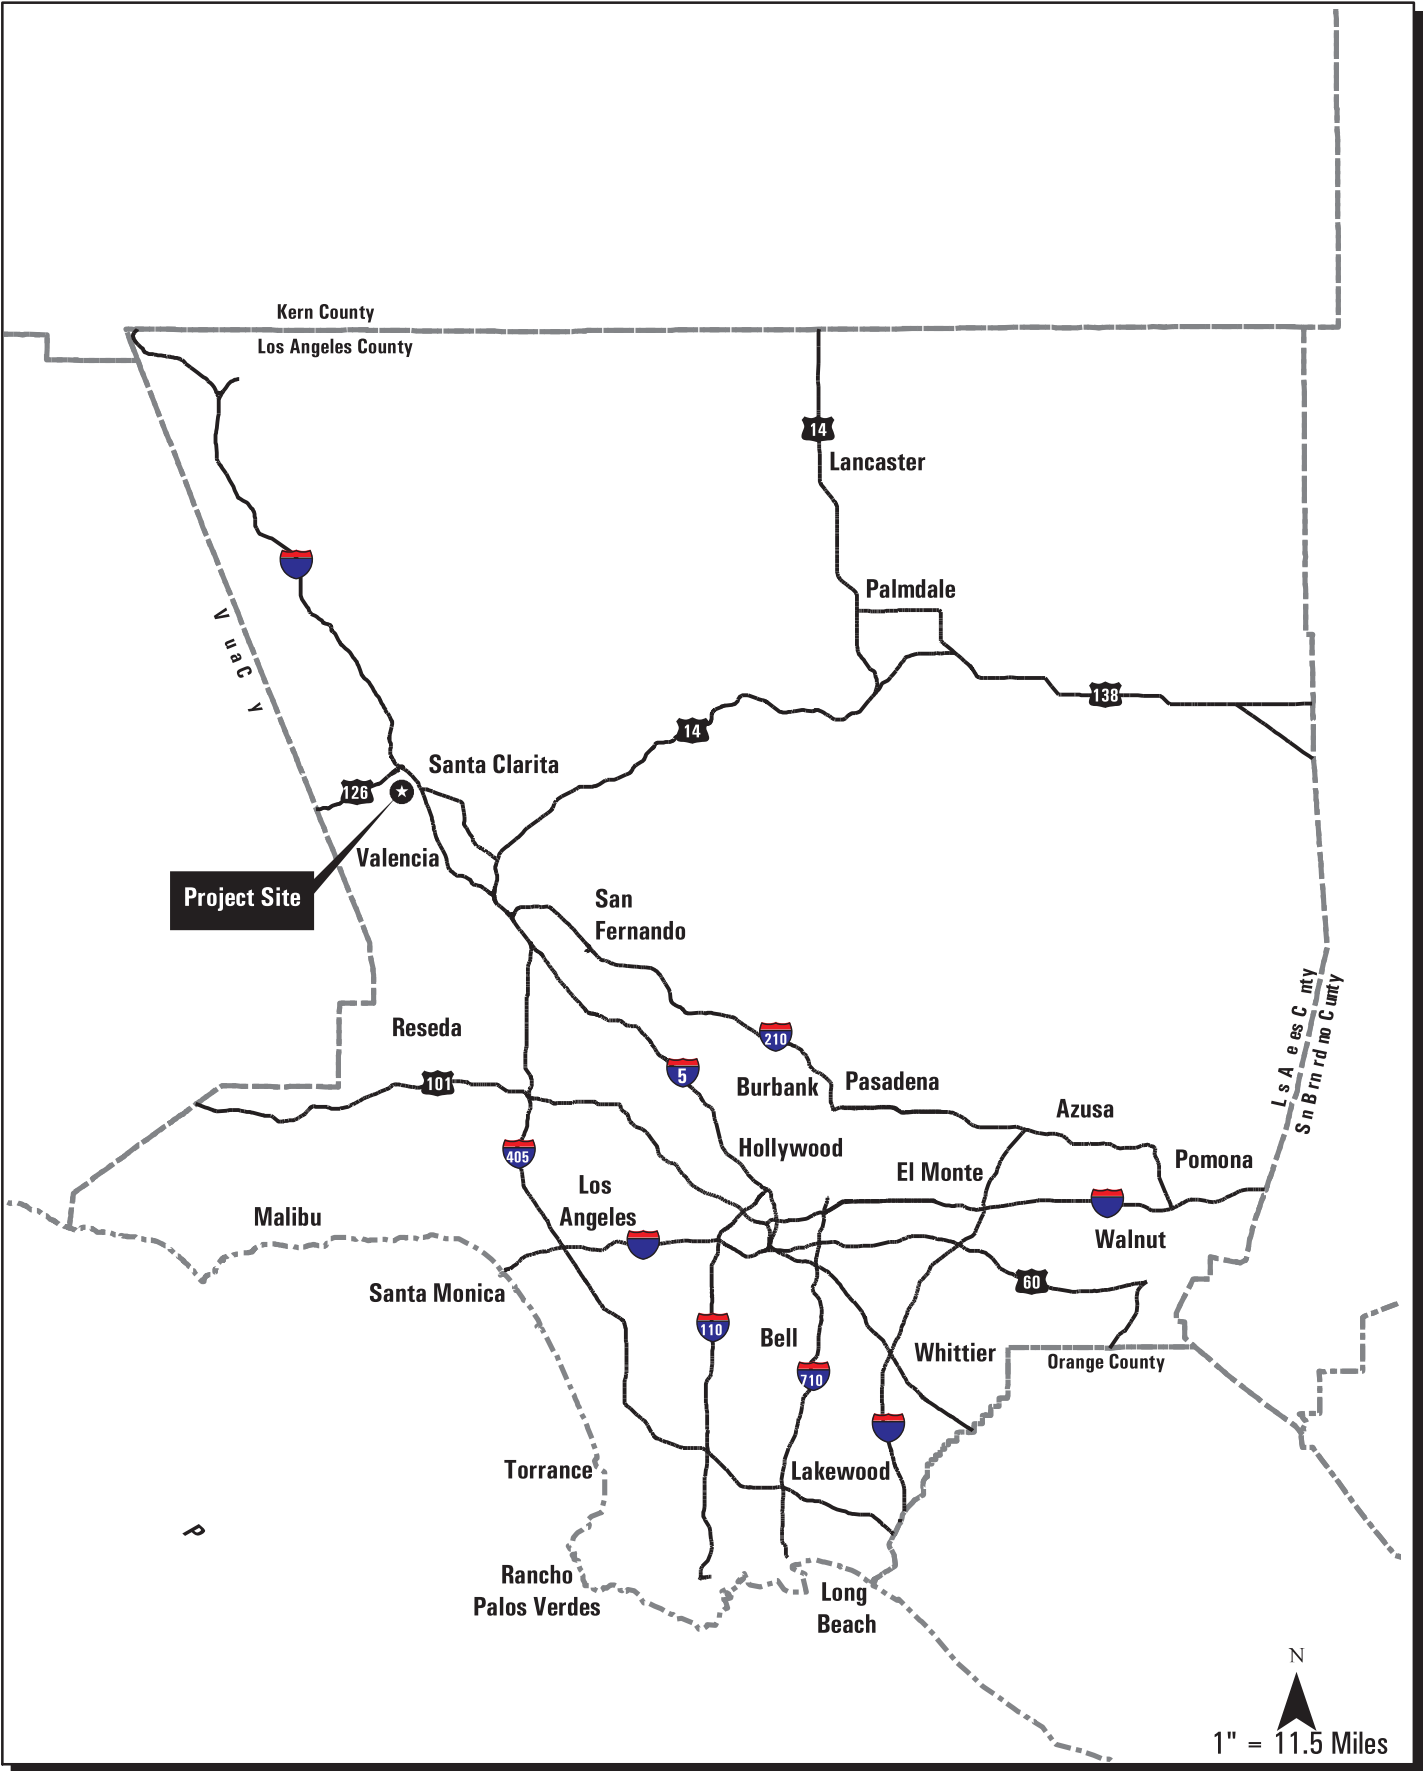 Kern County
Los Angeles County
14
Lancaster
Palmdale
138
14
Santa Clarita
126
Valencia
Project Site
San
Fernando
Reseda
210
5
101
Burbank
Pasadena
Azusa
405
Hollywood
El Monte
Pomona
Los
Angeles
Malibu
Walnut
Santa Monica
60
110
Bell
Whittier
Orange County
710
Torrance
Lakewood
P
Rancho
Palos Verdes
Long
Beach
N
1" = 11.5 Miles